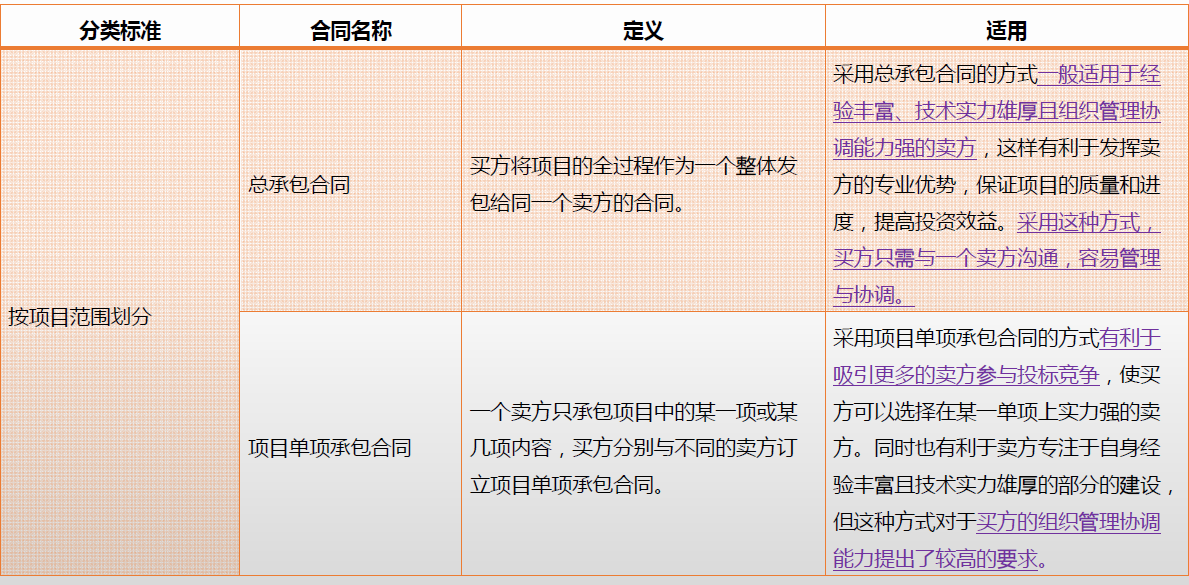 分类标准 合同名称 定义 适用
按项目范围划分
总承包合同
买方将项目的全过程作为一个整体发
包给同一个卖方的合同。
采用总承包合同的方式一般适用于经
验丰富、技术实力雄厚且组织管理协
调能力强的卖方，这样有利于发挥卖
方的专业优势，保证项目的质量和进
度，提高投资效益。采用这种方式，
买方只需与一个卖方沟通，容易管理
与协调。
项目单项承包合同
一个卖方只承包项目中的某一项或某
几项内容，买方分别与不同的卖方订
立项目单项承包合同。
采用项目单项承包合同的方式有利于
吸引更多的卖方参与投标竞争，使买
方可以选择在某一单项上实力强的卖
方。同时也有利于卖方专注于自身经
验丰富且技术实力雄厚的部分的建设，
但这种方式对于买方的组织管理协调
能力提出了较高的要求。